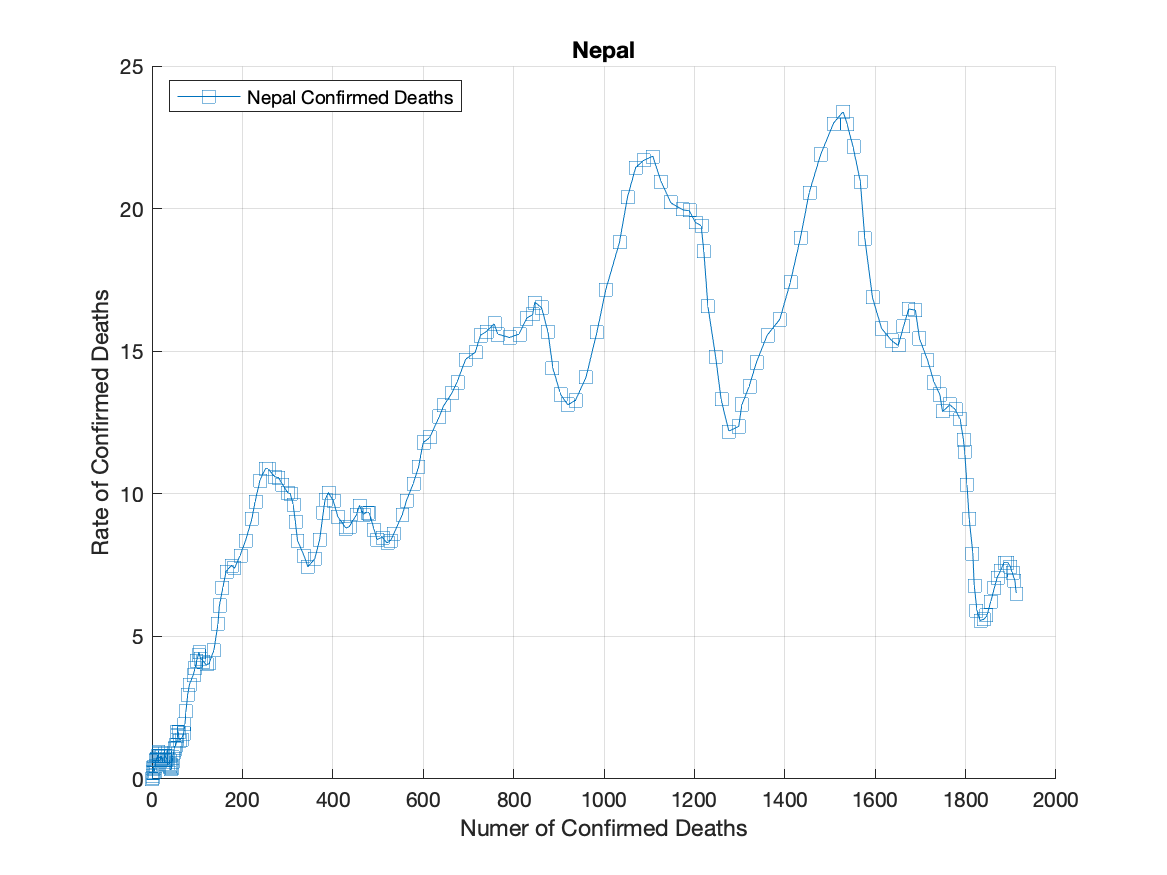 Nepal
25
Nepal Confirmed Deaths
20
15
10
5
0
Rate of Confirmed Deaths
0 200 400 600 800 1000 1200 1400 1600 1800 2000
Numer of Confirmed Deaths